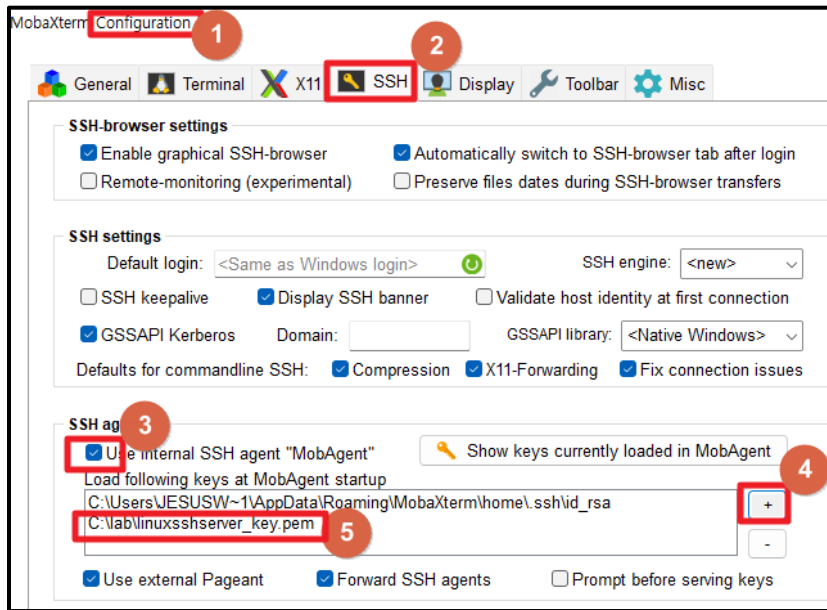 MobaXterm Configuration
1
2
General Terminal X11 SSH Display Toolbar Misc
SSH-browser settings
Enable graphical SSH-browser Automatically switch to SSH-browser tab after login
Remote-monitoring (experimental) Preserve files dates during SSH-browser transfers
SSH settings
Default login: <Same as Windows login> SSH engine: <new>
SSH keepalive Display SSH banner Validate host identity at first connection
GSSAPI Kerberos Domain: GSSAPI library: <Native Windows>
Defaults for commandline SSH: Compression X11-Forwarding Fix connection issues
SSH ag
3
Use internal SSH agent "MobAgent" Show keys currently loaded in MobAgent
4
Load following keys at MobAgent startup
C:\Users\JESUSW~1\AppData\Roaming\MobaXterm\home\.ssh\id_rsa +
C:\lab\linuxsshserver_key.pem
5
-
Use external Pageant Forward SSH agents Prompt before serving keys